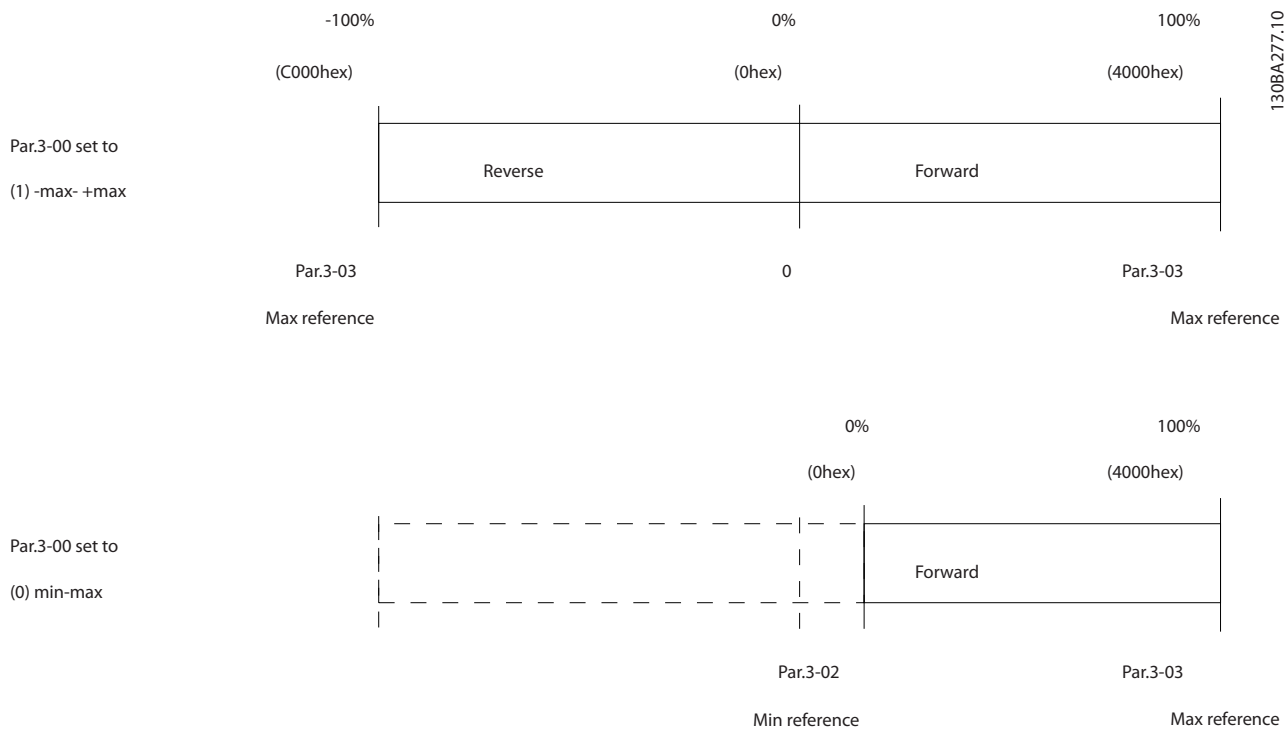 -100% 0% 100%
(C000hex) (0hex) (4000hex)
130BA277.10
Par.3-00 set to
(1) -max- +max
Reverse Forward
Par.3-03 0 Par.3-03
Max reference Max reference
0% 100%
(0hex) (4000hex)
Par.3-00 set to
(0) min-max
Forward
Par.3-02 Par.3-03
Min reference Max reference